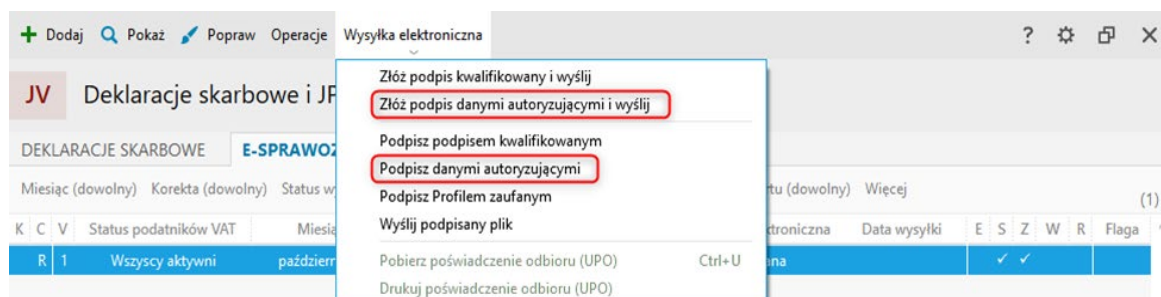 Dodaj Pokaż Popraw Operacje Wysyłka elektroniczna ?
JV Deklaracje skarbowe i JP
Złóż podpis kwalifikowany i wyślij
Złóż podpis danymi autoryzującymi i wyślij
Podpisz podpisem kwalifikowanym
Podpisz danymi autoryzującymi
Podpisz Profilem zaufanym
Wyślij podpisany plik
Pobierz poświadczenie odbioru (UPO) Ctrl+U
Drukuj poświadczenie odbioru (UPO)
DEKLARACJE SKARBOWE E-SPRAWOZ
Miesiąc (dowolny) Korekta (dowolny) Status w tu (dowolny) Więcej
(1)
K C V Status podatników VAT Miesią ktroniczna Data wysyłki E S Z W R Flaga
R 1 Wszyscy aktywni październ ana